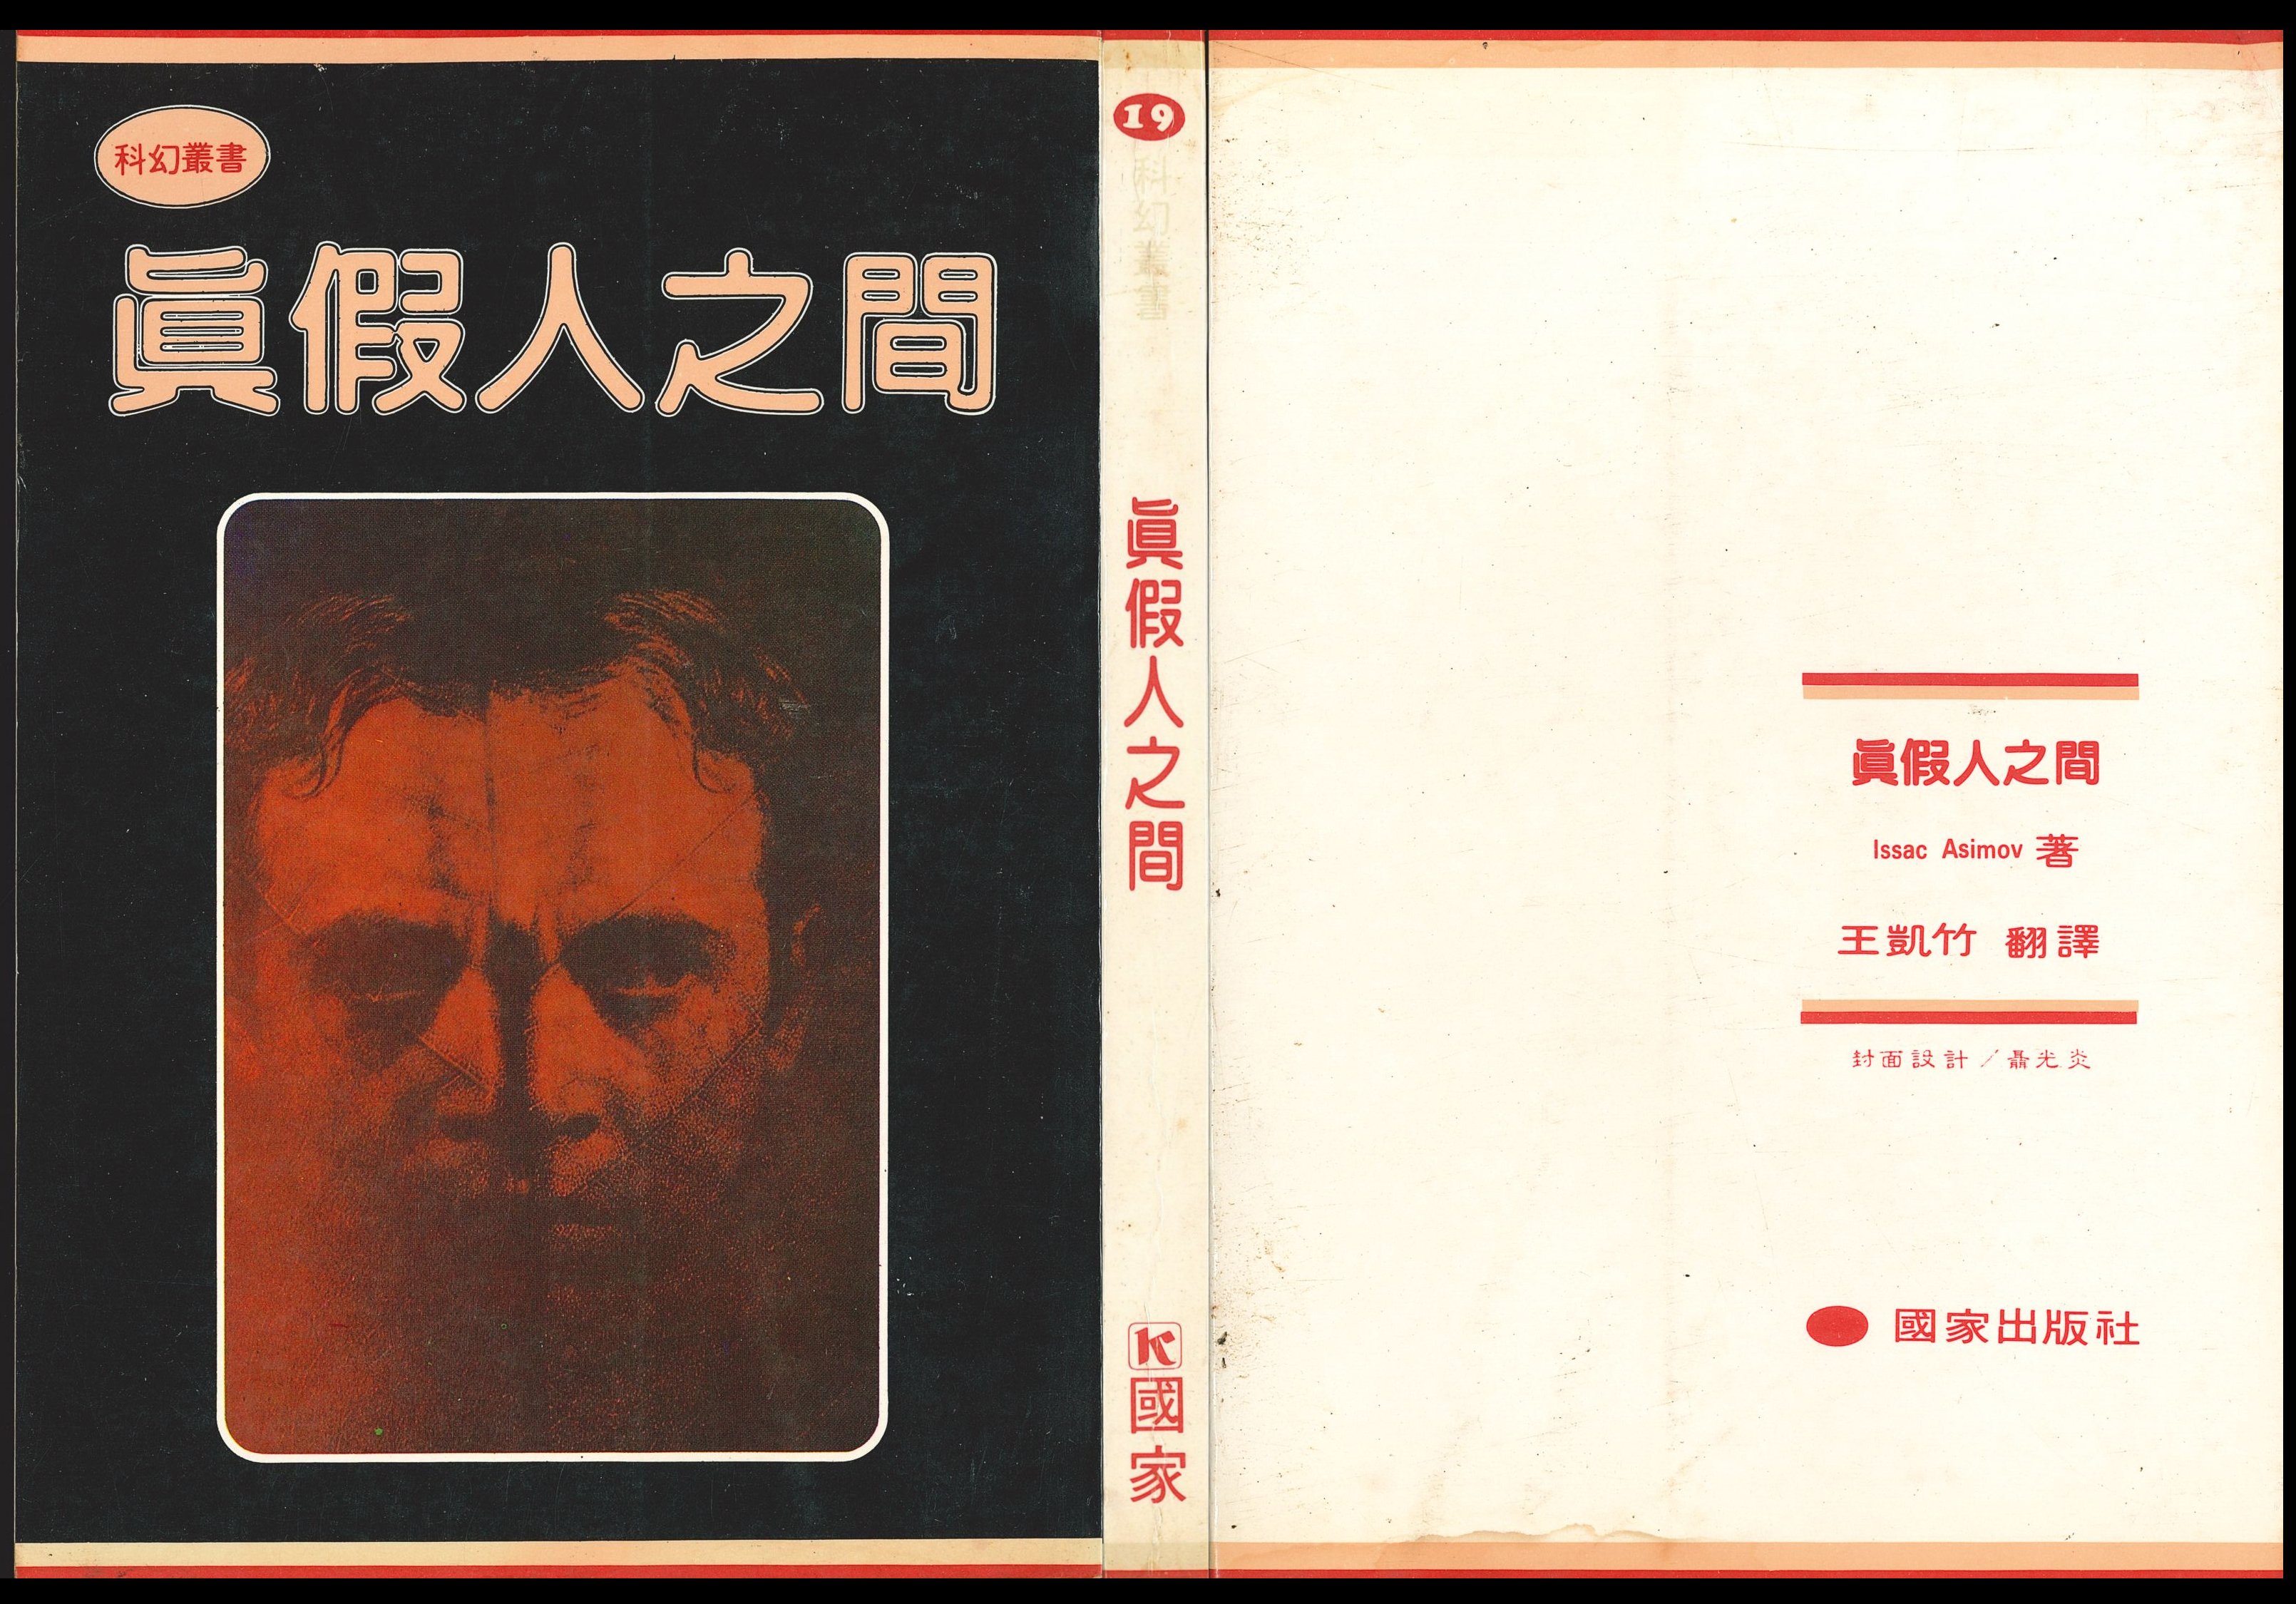 科幻叢書
眞假人之間
19
科幻叢書
眞假人之間
K
國家
眞假人之間
Issac Asimov 著
王凱竹 翻譯
封面設計／聶光炎
國家出版社